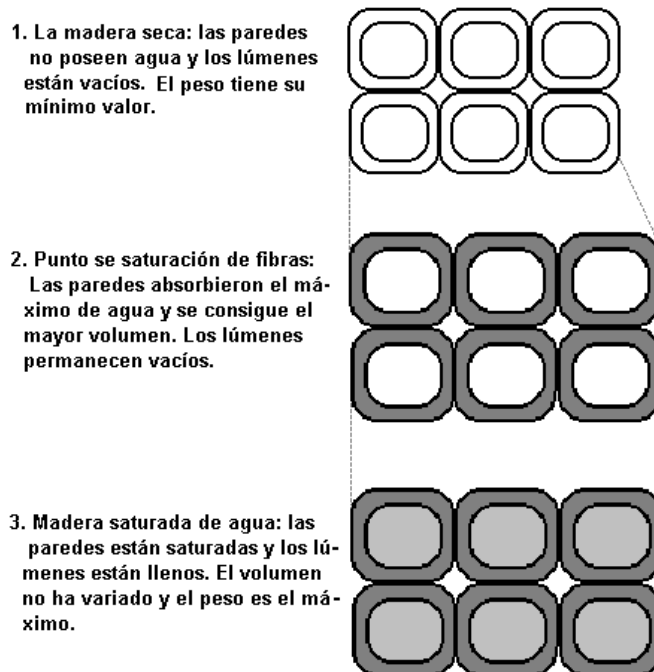 1. La madera seca: las paredes
no poseen agua y los lúmenes
están vacíos. El peso tiene su
mínimo valor.
2. Punto se saturación de fibras:
Las paredes absorbieron el má-
ximo de agua y se consigue el
mayor volumen. Los lúmenes
permanecen vacíos.
3. Madera saturada de agua: las
paredes están saturadas y los lú-
menes están llenos. El volumen
no ha variado y el peso es el má-
ximo.